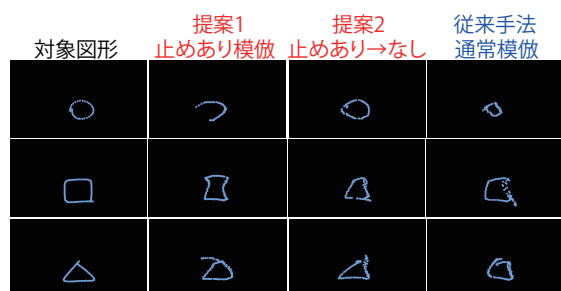 対象図形
提案1
止めあり模倣
提案2
止めあり→なし
従来手法
通常模倣